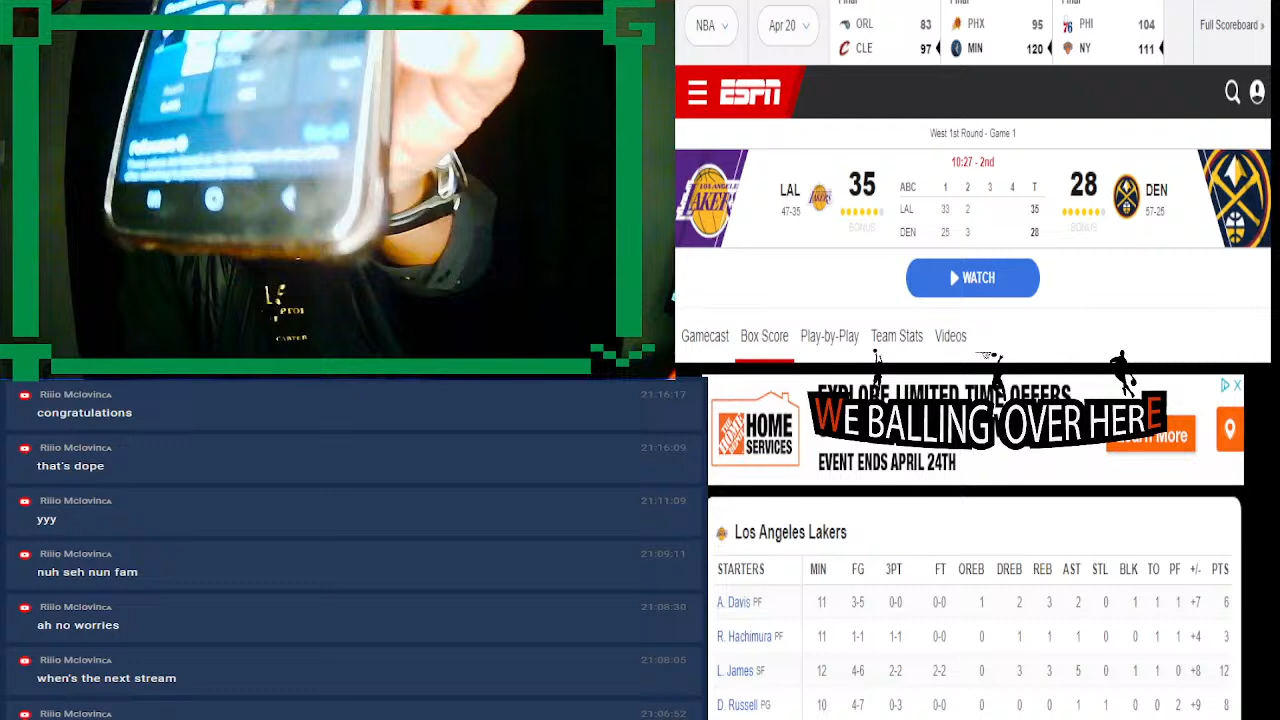 NBA
Apr 20
Final
Final
Final
ORL 83
CLE 97
PHX 95
MIN 120
PHI 104
NY 111
Full Scoreboard »
ESPN
West 1st Round - Game 1
LAKERS
LAL
47-35
35
BONUS
10:27 - 2nd
ABC 1 2 3 4 T
LAL 33 2 35
DEN 25 3 28
28
BONUS
DEN
57-25
WATCH
Gamecast Box Score Play-by-Play Team Stats Videos
CARTER
Riiio Mclovinca 21:16:17
congratulations
Riiio Mclovinca 21:16:09
that's dope
Riiio Mclovinca 21:11:09
yyy
Riiio Mclovinca 21:09:11
nuh seh nun fam
Riiio Mclovinca 21:08:30
ah no worries
Riiio Mclovinca 21:08:05
when's the next stream
Riiio Mclovinca 21:06:52
THE HOME DEPOT
HOME SERVICES
EXPLORE LIMITED TIME OFFERS
WE BALLING OVER HERE
Learn More
EVENT ENDS APRIL 24TH
Los Angeles Lakers
STARTERS MIN FG 3PT FT OREB DREB REB AST STL BLK TO PF +/- PTS
A. Davis PF 11 3-5 0-0 0-0 1 2 3 2 0 1 1 1 +7 6
R. Hachimura PF 11 1-1 1-1 0-0 0 1 1 1 0 0 1 1 +4 3
L. James SF 12 4-6 2-2 2-2 0 3 3 5 0 1 1 0 +8 12
D. Russell PG 10 4-7 0-3 0-0 0 0 0 1 1 0 0 2 +9 8